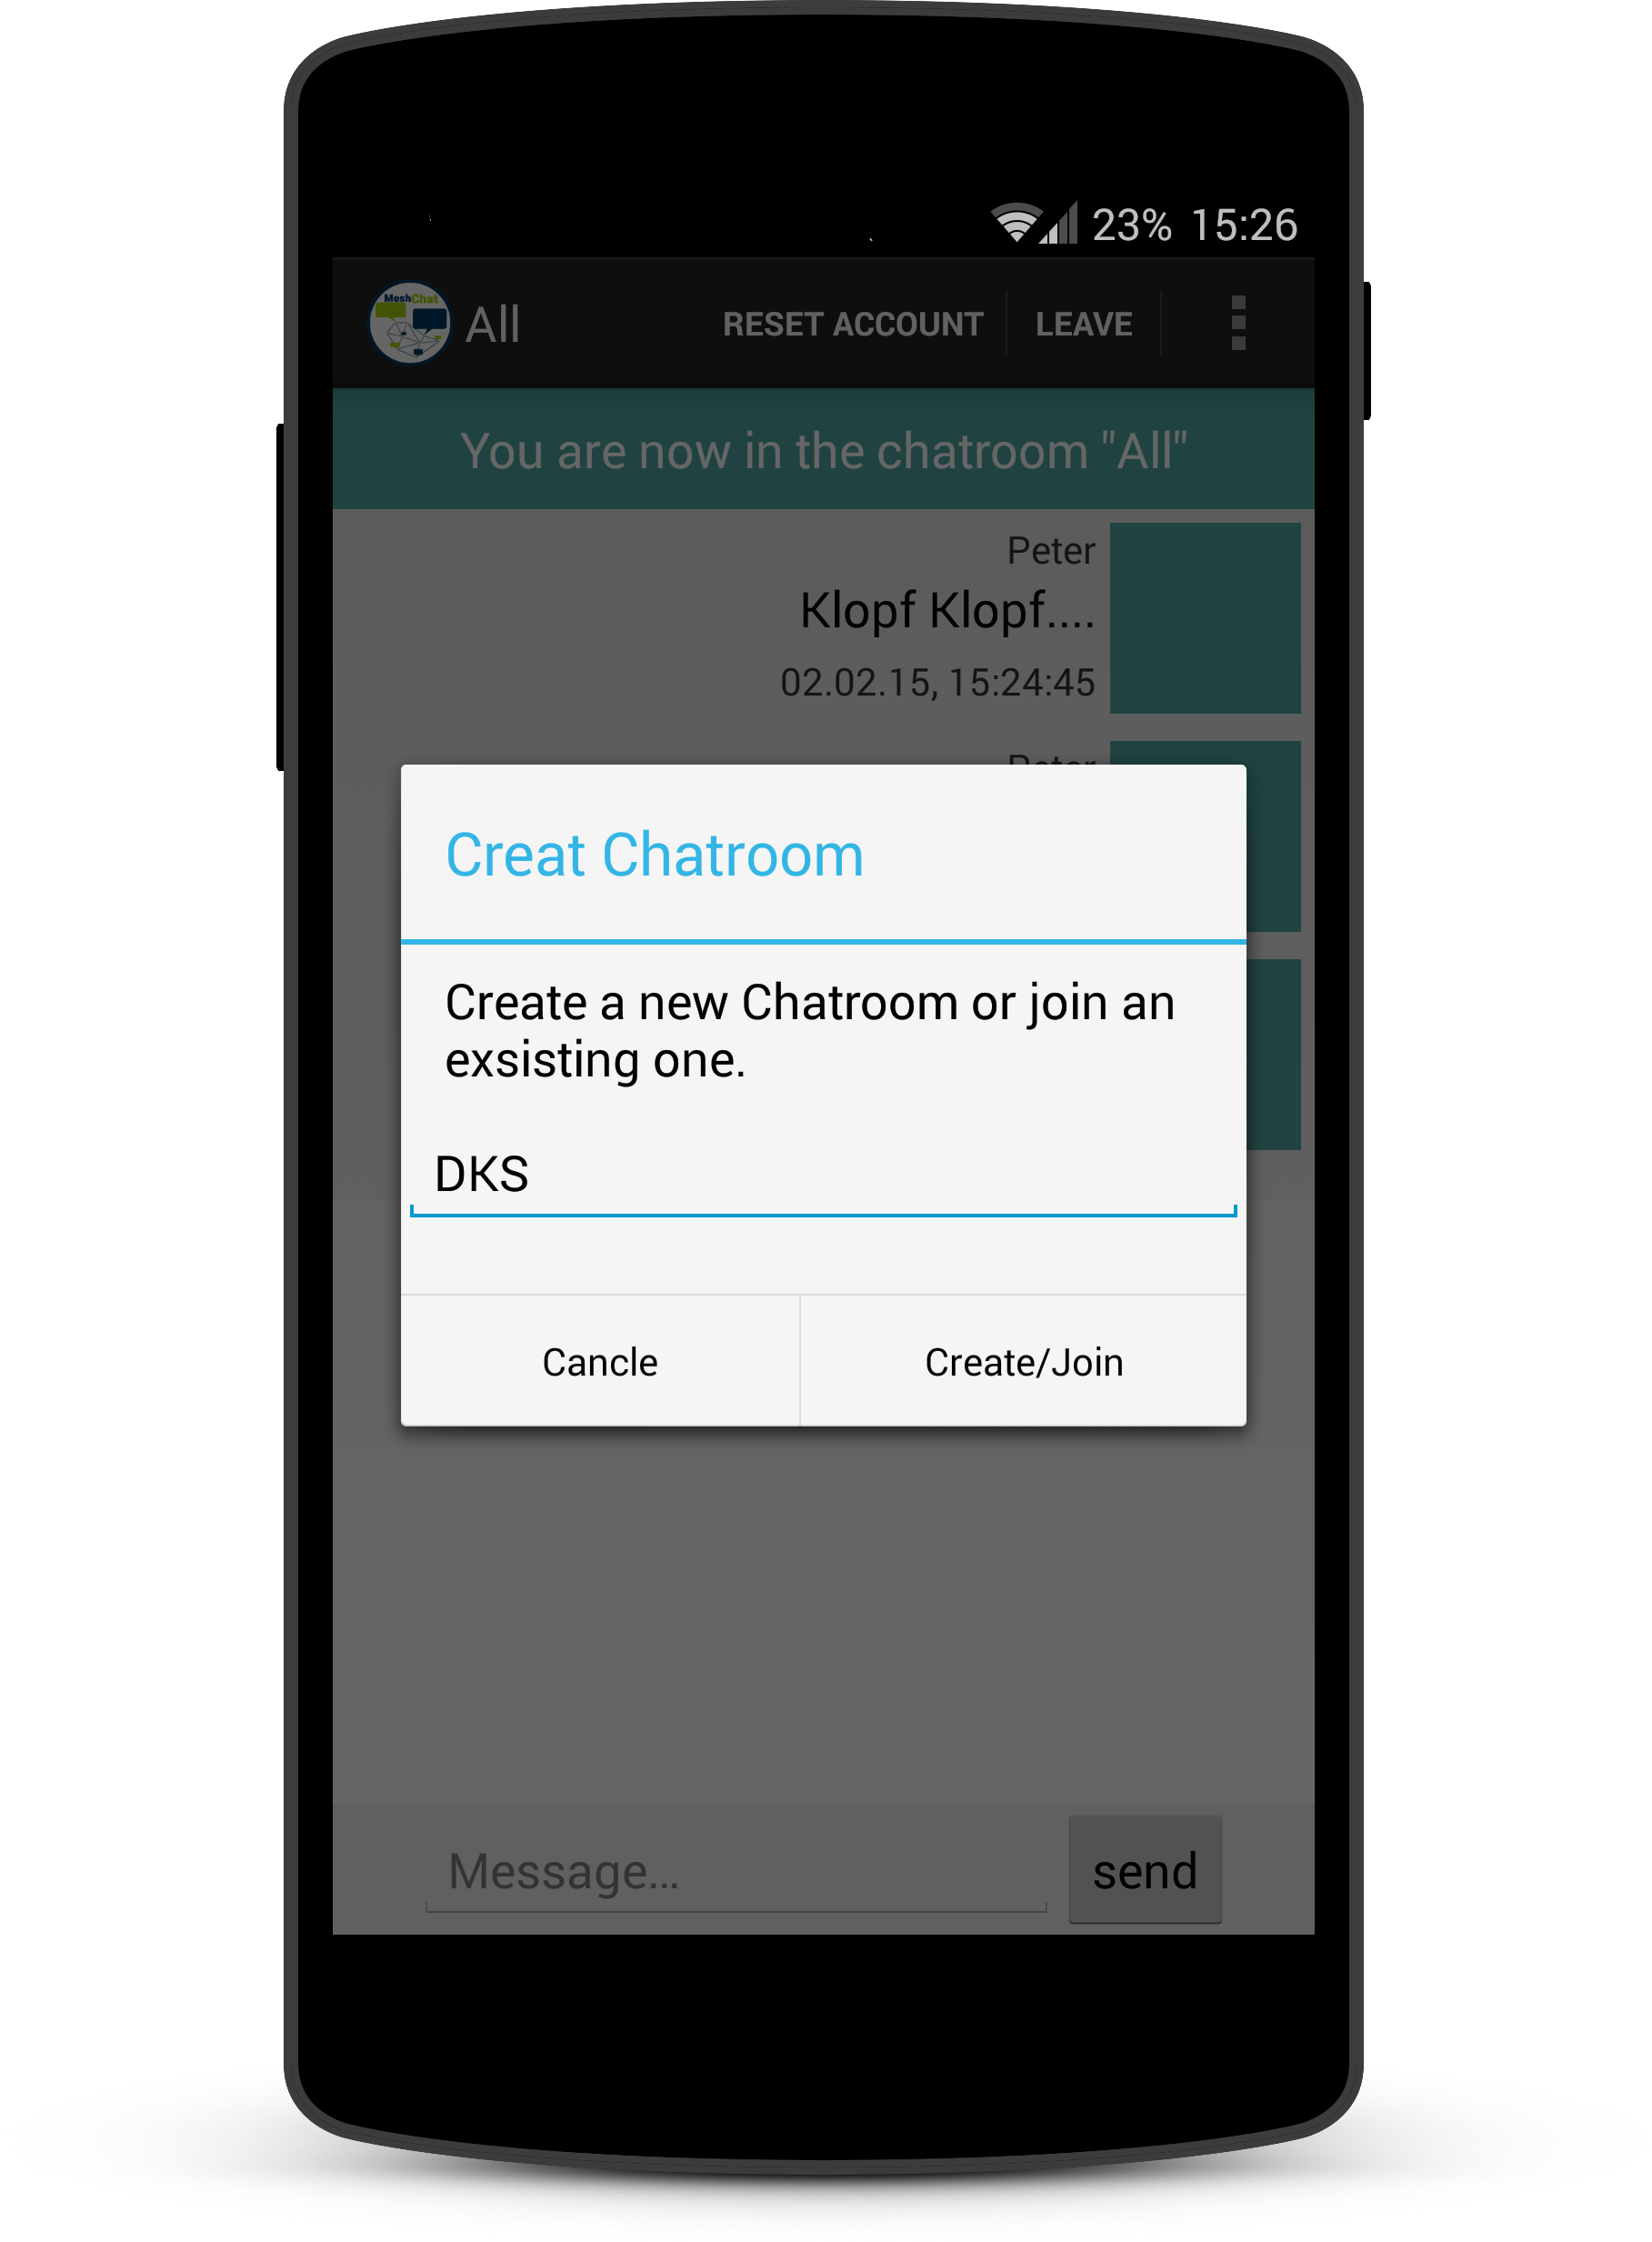 23% 15:26
MeshChat
All RESET ACCOUNT LEAVE
You are now in the chatroom "All"
Peter
Klopf Klopf....
02.02.15, 15:24:45
Peter
Creat Chatroom
Create a new Chatroom or join an
exsisting one.
DKS
Cancle Create/Join
Message... send